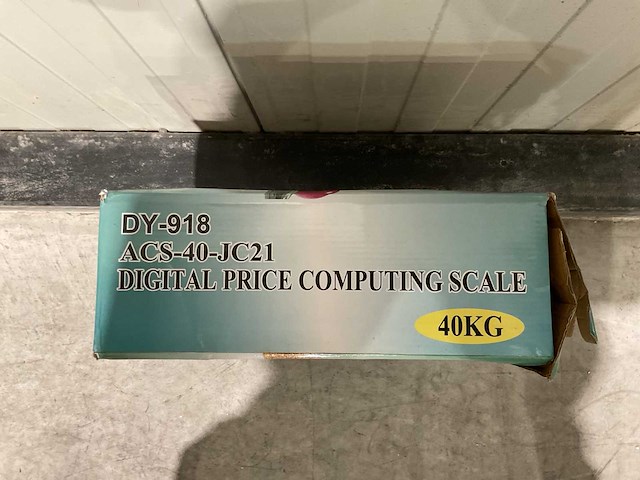 DY-918
ACS-40-JC21
DIGITAL PRICE COMPUTING SCALE
40KG